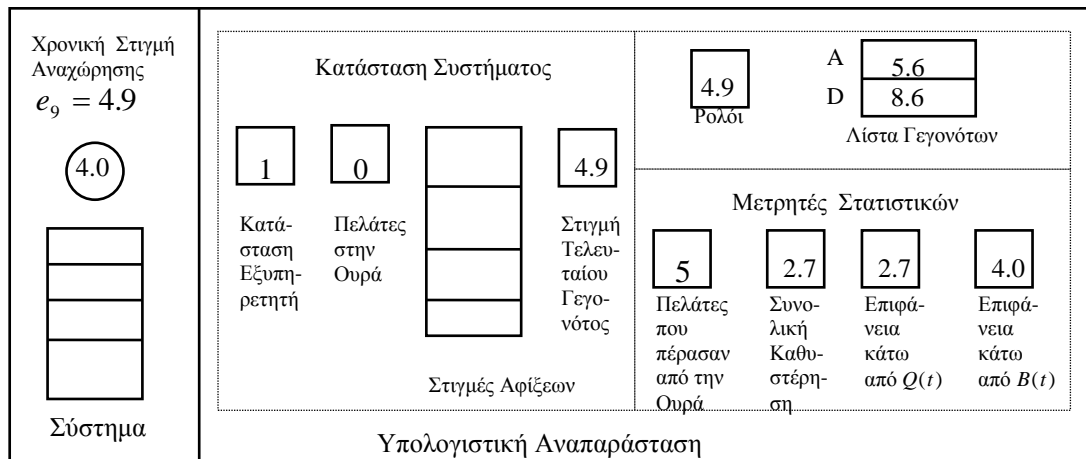 Χρονική Στιγμή
Αναχώρησης
e₉ = 4.9
4.0
Σύστημα
Κατάσταση Συστήματος
1
0
4.9
Κατά-
σταση
Εξυπη-
ρετητή
Πελάτες
στην
Ουρά
Στιγμή
Τελευ-
ταίου
Γεγο-
νότος
Στιγμές Αφίξεων
4.9
Ρολόι
A 5.6
D 8.6
Λίστα Γεγονότων
Μετρητές Στατιστικών
5
2.7
2.7
4.0
Πελάτες
που
πέρασαν
από την
Ουρά
Συνο-
λική
Καθυ-
στέρη-
ση
Επιφά-
νεια
κάτω
από Q(t)
Επιφά-
νεια
κάτω
από B(t)
Υπολογιστική Αναπαράσταση